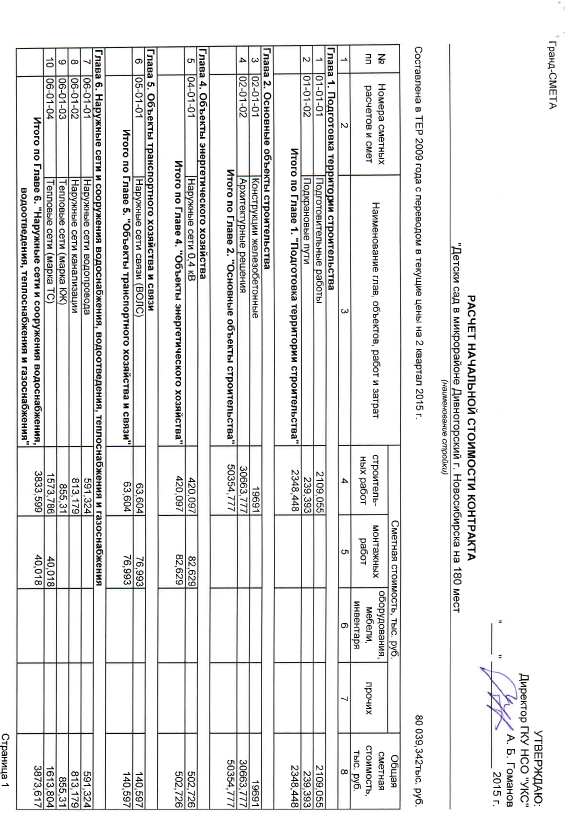 Гранд-СМЕТА
УТВЕРЖДАЮ:
Директор ГКУ НСО "УКС"
А. Б. Гоманов
" " 2015 г.
РАСЧЕТ НАЧАЛЬНОЙ СТОИМОСТИ КОНТРАКТА
"Детски сад в микрорайоне Дивногорский г. Новосибирска на 180 мест
(наименование стройки)
Составлена в ТЕР 2009 года с переводом в текущие цены на 2 квартал 2015 г. 80 039,342тыс. руб.
№ пп
Номера сметных расчетов и смет
Наименование глав, объектов, работ и затрат
Сметная стоимость, тыс. руб.
строитель-ных работ
монтажных работ
оборудования, мебели, инвентаря
прочих
Общая сметная стоимость, тыс. руб.
1 2 3 4 5 6 7 8
Глава 1. Подготовка территории строительства
1 01-01-01 Подготовительные работы 2109,055 2109,055
2 01-01-02 Подкрановые пути 239,393 239,393
Итого по Главе 1. "Подготовка территории строительства" 2348,448 2348,448
Глава 2. Основные объекты строительства
3 02-01-01 Конструкции железобетонные 19691 19691
4 02-01-02 Архитектурные решения 30663,777 30663,777
Итого по Главе 2. "Основные объекты строительства" 50354,777 50354,777
Глава 4. Объекты энергетического хозяйства
5 04-01-01 Наружные сети 0,4 кВ 420,097 82,629 502,726
Итого по Главе 4. "Объекты энергетического хозяйства" 420,097 82,629 502,726
Глава 5. Объекты транспортного хозяйства и связи
6 05-01-01 Наружные сети связи (ВОЛС) 63,604 76,993 140,597
Итого по Главе 5. "Объекты транспортного хозяйства и связи" 63,604 76,993 140,597
Глава 6. Наружные сети и сооружения водоснабжения, водоотведения, теплоснабжения и газоснабжения
7 06-01-01 Наружные сети водопровода 591,324 591,324
8 06-01-02 Наружные сети канализации 813,179 813,179
9 06-01-03 Тепловые сети (марка КЖ) 855,31 855,31
10 06-01-04 Тепловые сети (марка ТС) 1573,786 40,018 1613,804
Итого по Главе 6. "Наружные сети и сооружения водоснабжения, 3833,599 40,018 3873,617
водоотведения, теплоснабжения и газоснабжения"
Страница 1